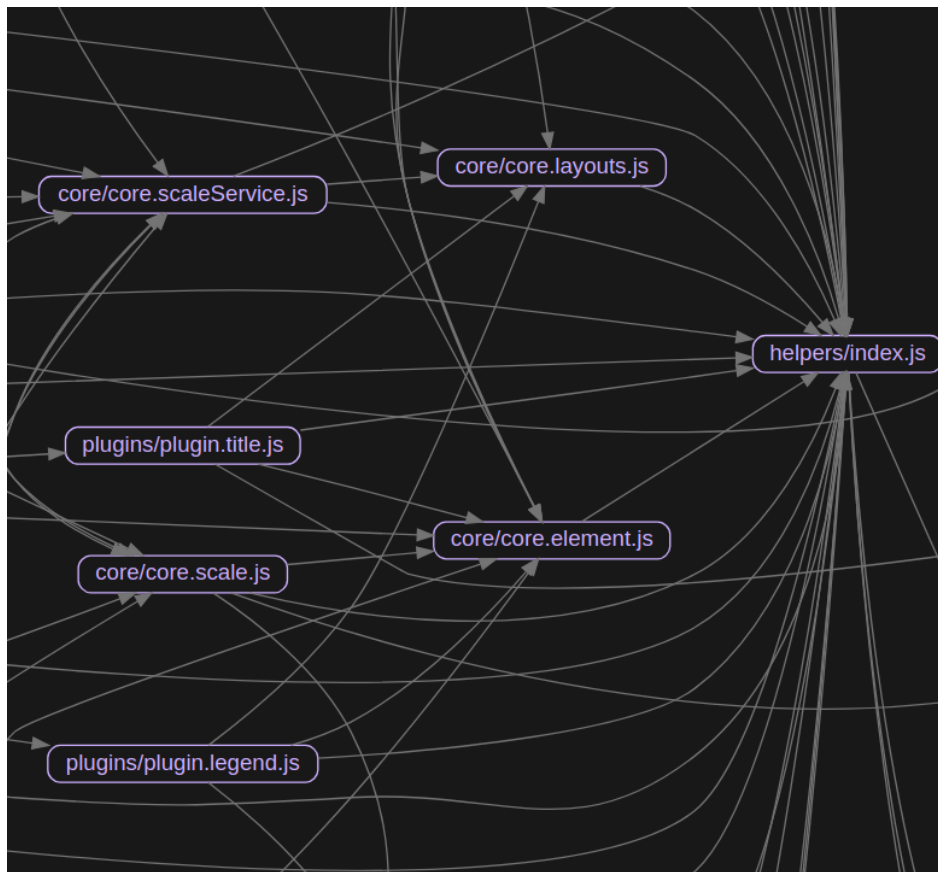 core/core.layouts.js
core/core.scaleService.js
helpers/index.js
plugins/plugin.title.js
core/core.element.js
core/core.scale.js
plugins/plugin.legend.js